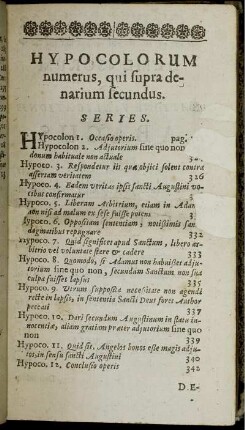 HYPOCOLORUM
numerus, qui supra de-
narium secundus.
SERIES.
Hypocolon 1. Occasio operis. pag.
Hypocolon 2. Adjutorium sine quo non
donum habituale non actuale
Hypoco. 3. Respondetur iis quæ objici solent contra
assertam veritatem 326
Hypoco. 4. Eadem veritas ipsi sancti Augustini
tibus confirmatur
Hypoco. 5. Liberum Arbitrium, etiam in Adam
non nisi ad malum ex sese fuisse potens
Hypoco. 6. Oppositam sententiam, novissimis
dogmatibus repugnare 322
Hypoco. 7. Quid significet apud Sanctum, libero
bitrio vel voluntate stare & cadere 333
Hypoco. 8. Quomodo, si Adamus non habuisset adju-
torium sine quo non, secundum Sanctum non sua
culpa fuisset lapsus 335
Hypoco. 9. Verum supposita necessitate non agendi
recte in lapsis, in sententia Sancti Deus foret Author
peccati 337
Hypoco. 10. Dari secundum Augustinum in statu in-
nocentiæ, aliam gratiam præter adjutorium sine quo
non 339
Hypoco. 11. Quid sit, Angelos bonos esse magis adju-
tos, in sensu sancti Augustini 340
Hypoco. 12. Conclusio operis 342
DE-